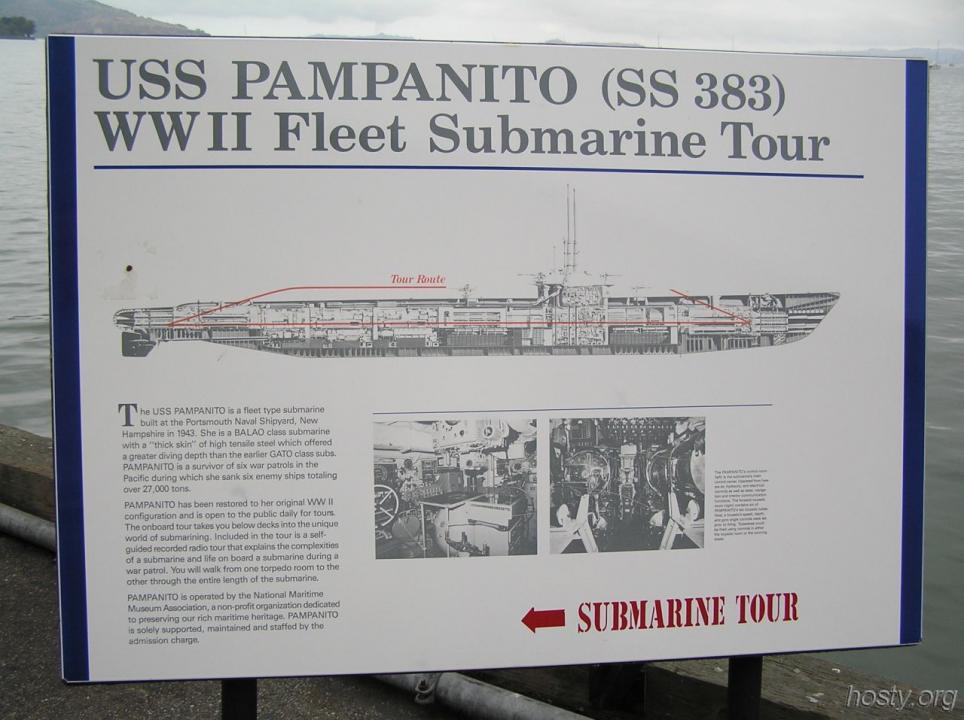 USS PAMPANITO (SS 383)
WWII Fleet Submarine Tour
Tour Route
The USS PAMPANITO is a fleet type submarine
built at the Portsmouth Naval Shipyard, New
Hampshire in 1943. She is a BALAO class submarine
with a "thick skin" of high tensile steel which offered
a greater diving depth than the earlier GATO class subs.
PAMPANITO is a survivor of six war patrols in the
Pacific during which she sank six enemy ships totaling
over 27,000 tons.
PAMPANITO has been restored to her original WW II
configuration and is open to the public daily for tours.
The onboard tour takes you below decks into the unique
world of submarining. Included in the tour is a self-
guided recorded radio tour that explains the complexities
of a submarine and life on board a submarine during a
war patrol. You will walk from one torpedo room to the
other through the entire length of the submarine.
PAMPANITO is operated by the National Maritime
Museum Association, a non-profit organization dedicated
to preserving our rich maritime heritage. PAMPANITO
is solely supported, maintained and staffed by the
admission charge.
SUBMARINE TOUR
hosty.org